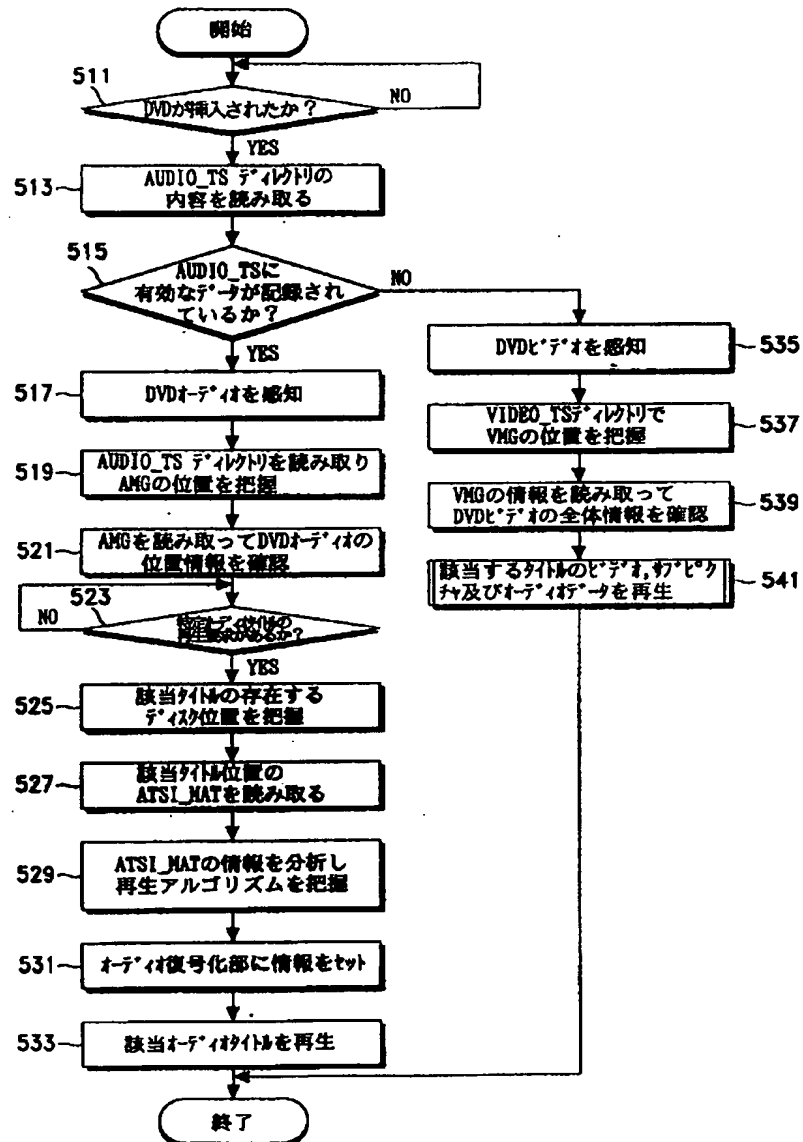 開始
511
DVDが挿入されたか?
NO
YES
513
AUDIO_TS ディレクトリの
内容を読み取る
515
AUDIO_TSに
有効なデータが記録され
ているか?
NO
YES
517
DVDオーディオを感知
519
AUDIO_TS ディレクトリを読み取り
AMGの位置を把握
521
AMGを読み取ってDVDオーディオの
位置情報を確認
523
NO
再生要求があるか?
YES
525
該当タイトルの存在する
ディスク位置を把握
527
該当タイトル位置の
ATSI_MATを読み取る
529
ATSI_MATの情報を分析し
再生アルゴリズムを把握
531
オーディオ復号化部に情報をセット
533
該当オーディオタイトルを再生
DVDビデオを感知
535
VIDEO_TSディレクトリで
VMGの位置を把握
537
VMGの情報を読み取って
DVDビデオの全体情報を確認
539
該当するタイトルのビデオ,サブピク
チャ及びオーディオデータを再生
541
終了